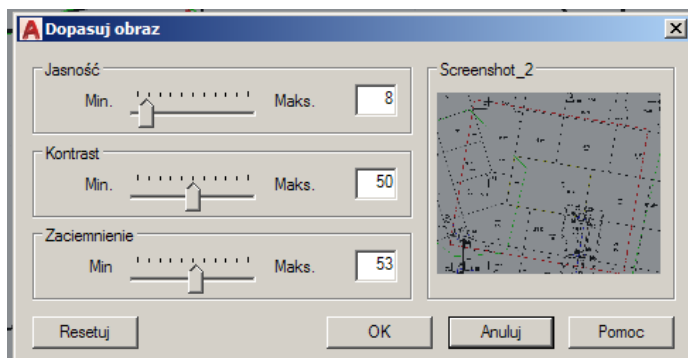 Dopasuj obraz
Jasność
Min.
Maks.
8
Kontrast
Min.
Maks.
50
Zaciemnienie
Min
Maks.
53
Screenshot_2
Resetuj
OK
Anuluj
Pomoc